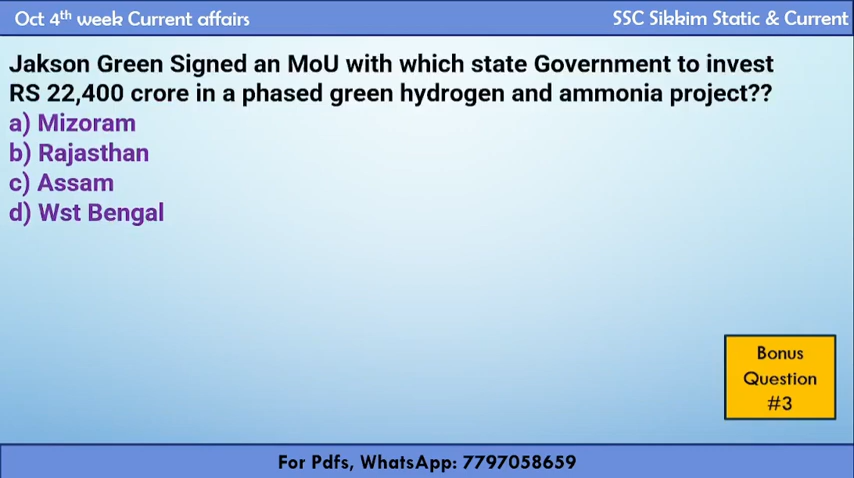 Oct 4th week Current affairs
SSC Sikkim Static & Current
Jakson Green Signed an MoU with which state Government to invest
RS 22,400 crore in a phased green hydrogen and ammonia project??
a) Mizoram
b) Rajasthan
c) Assam
d) Wst Bengal
Bonus
Question
#3
For Pdfs, WhatsApp: 7797058659